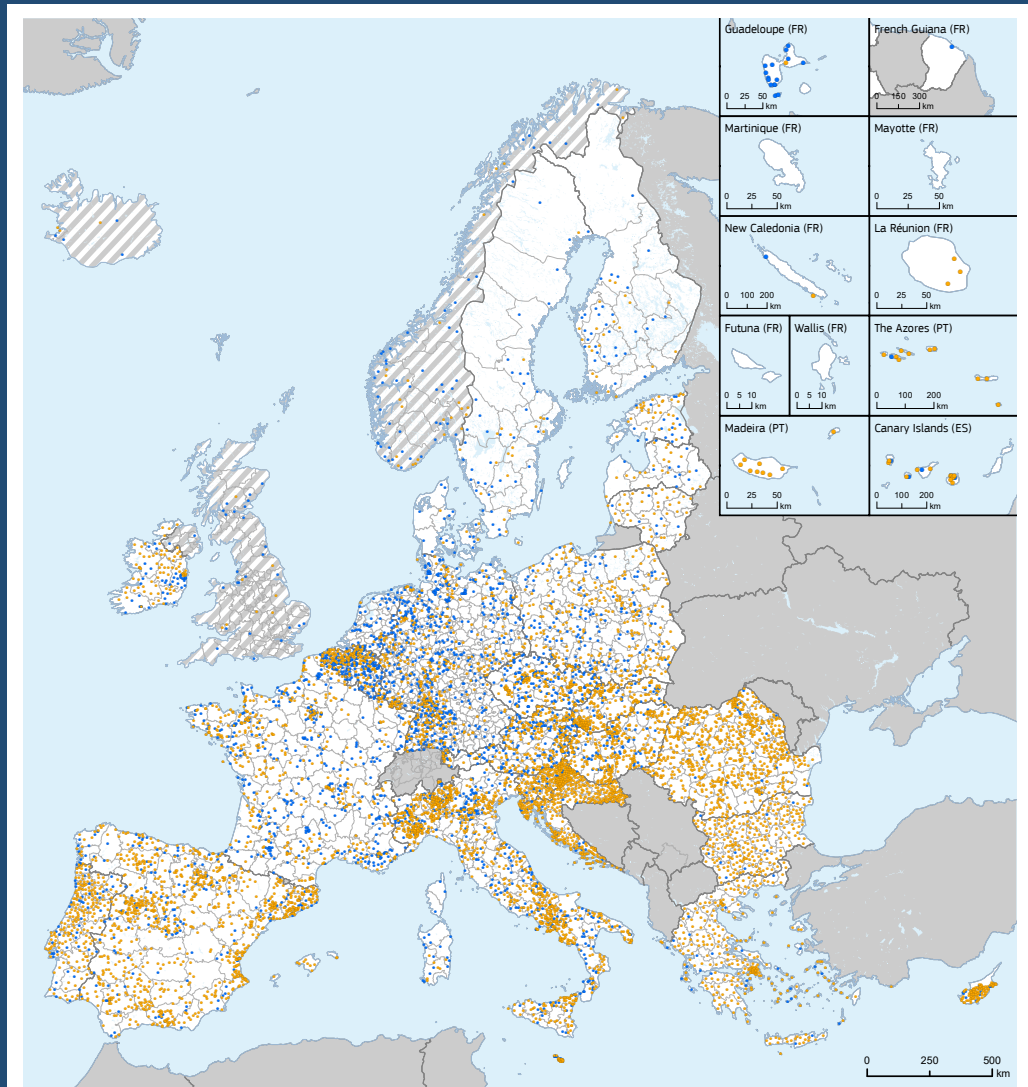 Guadeloupe (FR)
0 25 50
km
French Guiana (FR)
0 150 300
km
Martinique (FR)
0 25 50
km
Mayotte (FR)
0 50
km
New Caledonia (FR)
0 100 200
km
La Réunion (FR)
0 25 50
km
Futuna (FR)
0 5 10
km
Wallis (FR)
0 5 10
km
The Azores (PT)
0 100 200
km
Madeira (PT)
0 25 50
km
Canary Islands (ES)
0 100 200
km
0 250 500
km